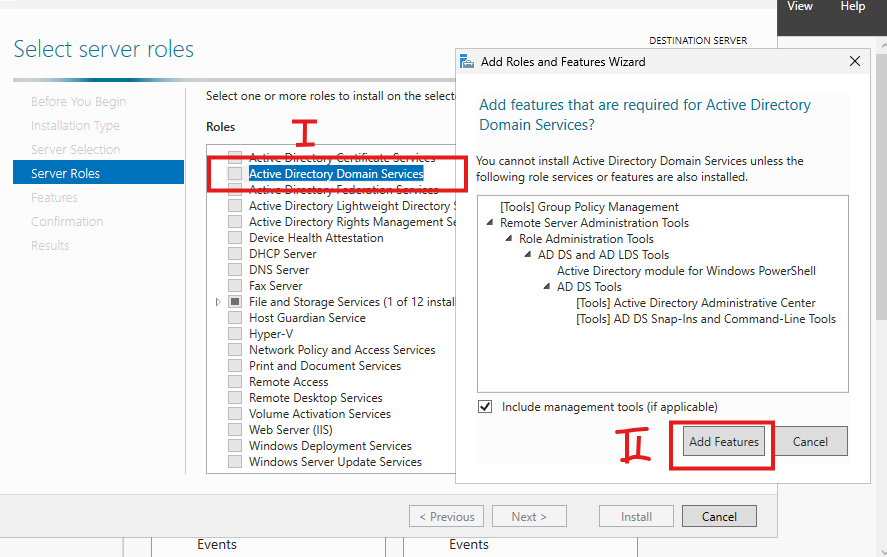 View Help
Select server roles
DESTINATION SERVER
Before You Begin
Installation Type
Server Selection
Server Roles
Features
Confirmation
Results
Select one or more roles to install on the selecte
Roles
I
Active Directory Certificate Services
Active Directory Domain Services
Active Directory Federation Services
Active Directory Lightweight Directory S
Active Directory Rights Management Se
Device Health Attestation
DHCP Server
DNS Server
Fax Server
File and Storage Services (1 of 12 instal
Host Guardian Service
Hyper-V
Network Policy and Access Services
Print and Document Services
Remote Access
Remote Desktop Services
Volume Activation Services
Web Server (IIS)
Windows Deployment Services
Windows Server Update Services
Add Roles and Features Wizard
Add features that are required for Active Directory
Domain Services?
You cannot install Active Directory Domain Services unless the
following role services or features are also installed.
[Tools] Group Policy Management
Remote Server Administration Tools
Role Administration Tools
AD DS and AD LDS Tools
Active Directory module for Windows PowerShell
AD DS Tools
[Tools] Active Directory Administrative Center
[Tools] AD DS Snap-Ins and Command-Line Tools
Include management tools (if applicable)
II
Add Features
Cancel
< Previous
Next >
Install
Cancel
Events
Events